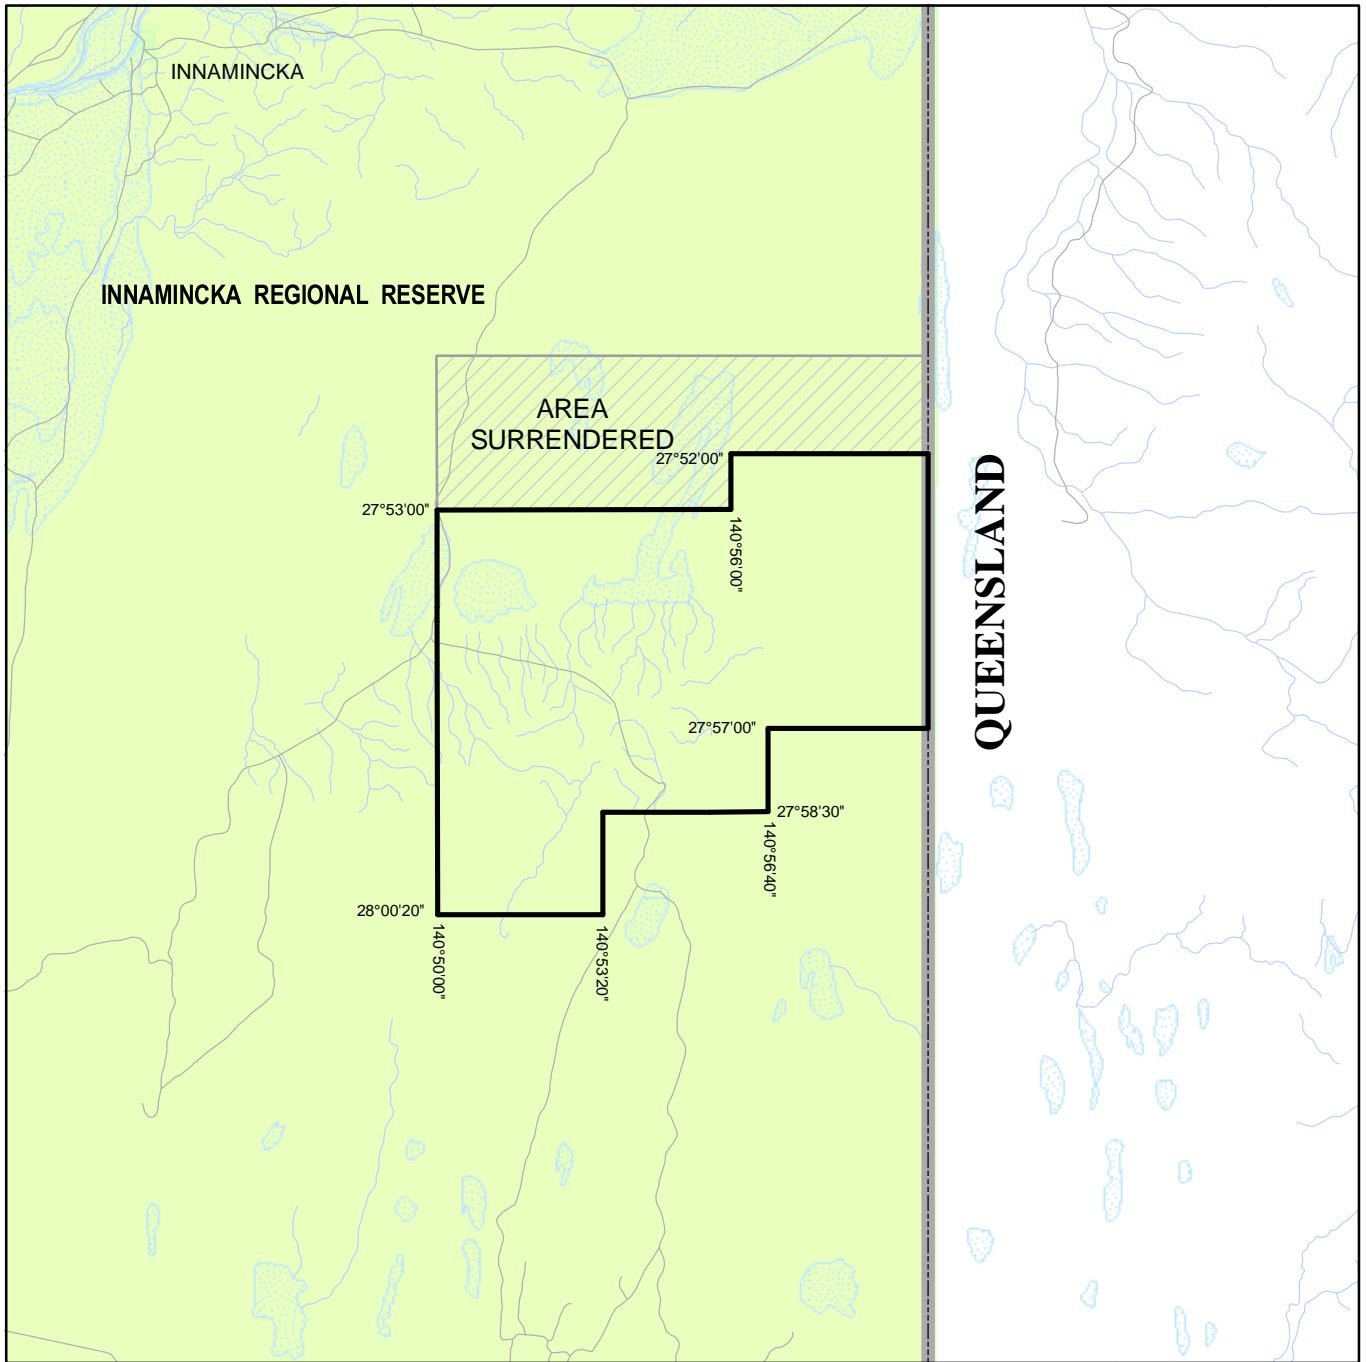 INNAMINCKA
INNAMINCKA REGIONAL RESERVE
AREA
SURRENDERED
27°52'00"
27°53'00"
140°56'00"
QUEENSLAND
27°57'00"
27°58'30"
140°56'40"
28°00'20"
140°50'00"
140°53'20"